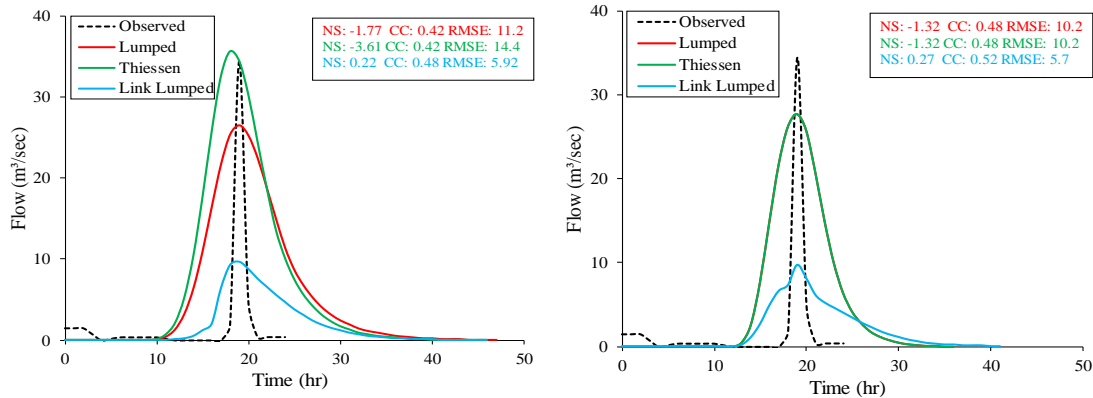 Observed
Lumped
Thiessen
Link Lumped
NS: -1.77 CC: 0.42 RMSE: 11.2
NS: -3.61 CC: 0.42 RMSE: 14.4
NS: 0.22 CC: 0.48 RMSE: 5.92
Flow (m³/sec)
30
20
10
0
0
10
20
30
40
50
Time (hr)
Observed
Lumped
Thiessen
Link Lumped
NS: -1.32 CC: 0.48 RMSE: 10.2
NS: -1.32 CC: 0.48 RMSE: 10.2
NS: 0.27 CC: 0.52 RMSE: 5.7
Flow (m³/sec)
40
30
20
10
0
0
10
20
30
40
50
Time (hr)